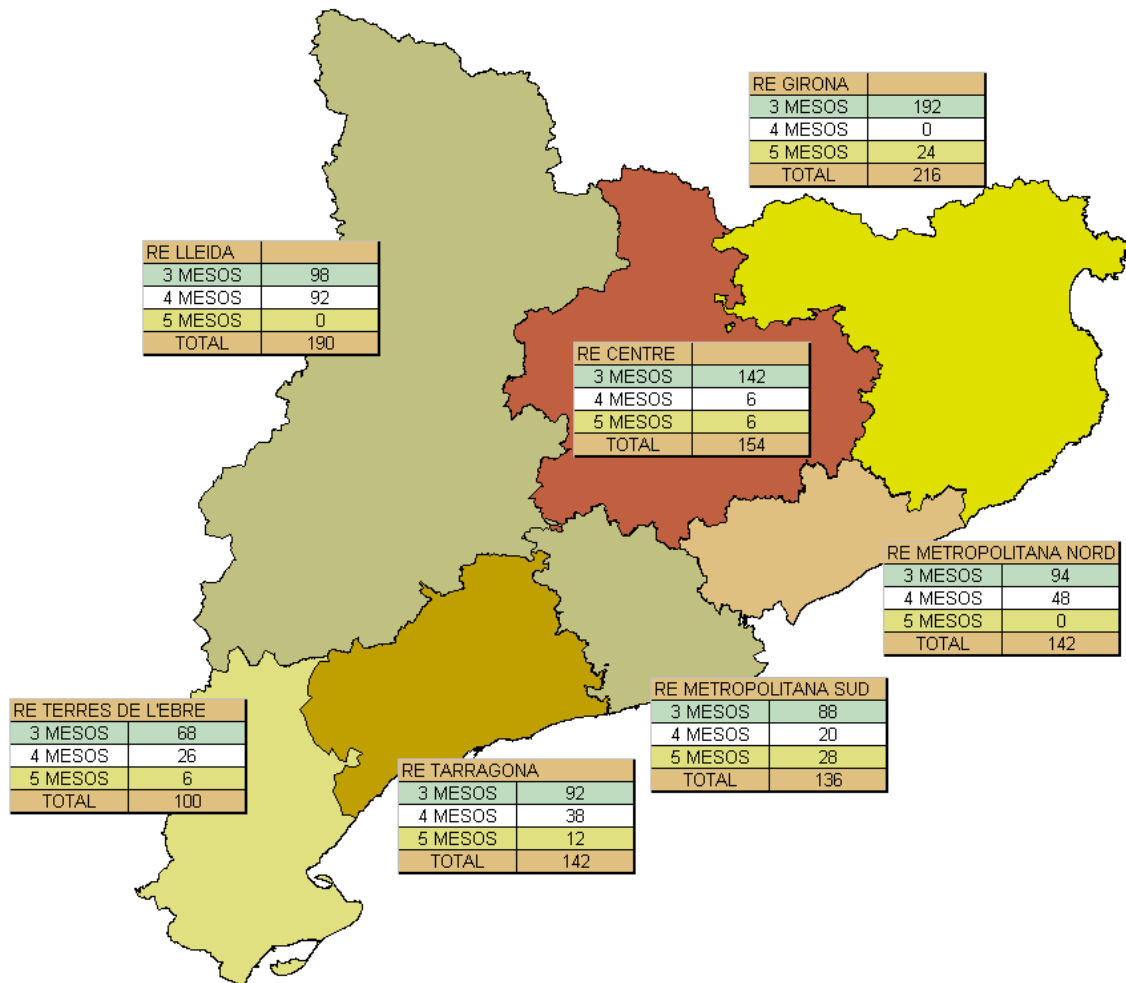 RE GIRONA
3 MESOS 192
4 MESOS 0
5 MESOS 24
TOTAL 216
RE LLEIDA
3 MESOS 98
4 MESOS 92
5 MESOS 0
TOTAL 190
RE CENTRE
3 MESOS 142
4 MESOS 6
5 MESOS 6
TOTAL 154
RE METROPOLITANA NORD
3 MESOS 94
4 MESOS 48
5 MESOS 0
TOTAL 142
RE METROPOLITANA SUD
3 MESOS 88
4 MESOS 20
5 MESOS 28
TOTAL 136
RE TERRES DE L'EBRE
3 MESOS 68
4 MESOS 26
5 MESOS 6
TOTAL 100
RE TARRAGONA
3 MESOS 92
4 MESOS 38
5 MESOS 12
TOTAL 142